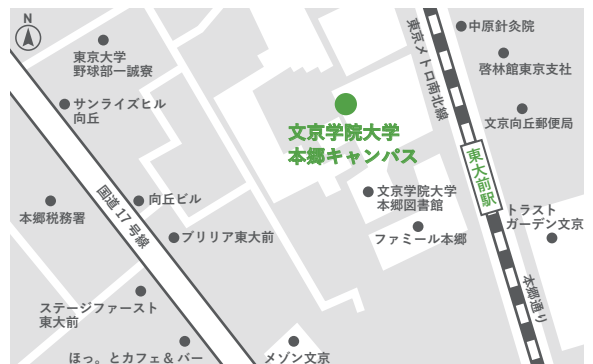 N
東京大学
野球部一誠寮
サンライズヒル
向丘
本郷税務署
向丘ビル
国道17号線
ブリリア東大前
ステージファースト
東大前
ほっ。とカフェ&バー
メゾン文京
文京学院大学
本郷キャンパス
文京学院大学
本郷図書館
ファミール本郷
東京メトロ南北線
中原針灸院
啓林館東京支社
文京向丘郵便局
東大前駅
トラスト
ガーデン文京
本郷通り